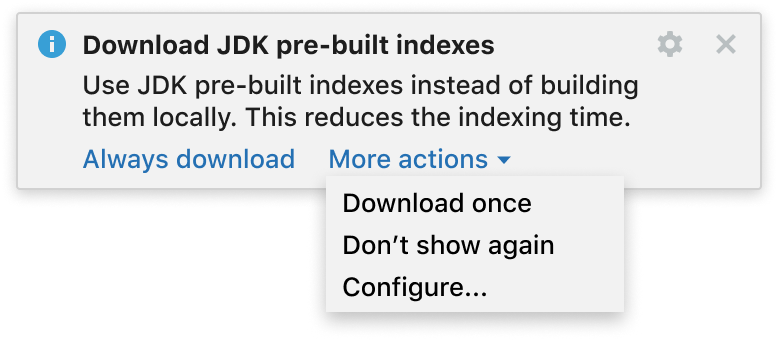 Download JDK pre-built indexes
Use JDK pre-built indexes instead of building
them locally. This reduces the indexing time.
Always download More actions
Download once
Don’t show again
Configure...